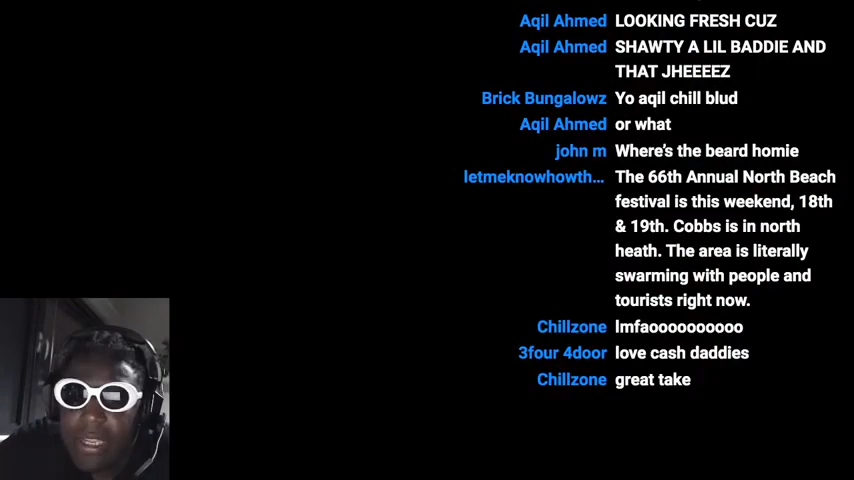 Aqil Ahmed LOOKING FRESH CUZ
Aqil Ahmed SHAWTY A LIL BADDIE AND
THAT JHEEEEZ
Brick Bungalowz Yo aqil chill blud
Aqil Ahmed or what
john m Where's the beard homie
letmeknowhowth... The 66th Annual North Beach
festival is this weekend, 18th
& 19th. Cobbs is in north
heath. The area is literally
swarming with people and
tourists right now.
Chillzone lmfaoooooooooo
3four 4door love cash daddies
Chillzone great take